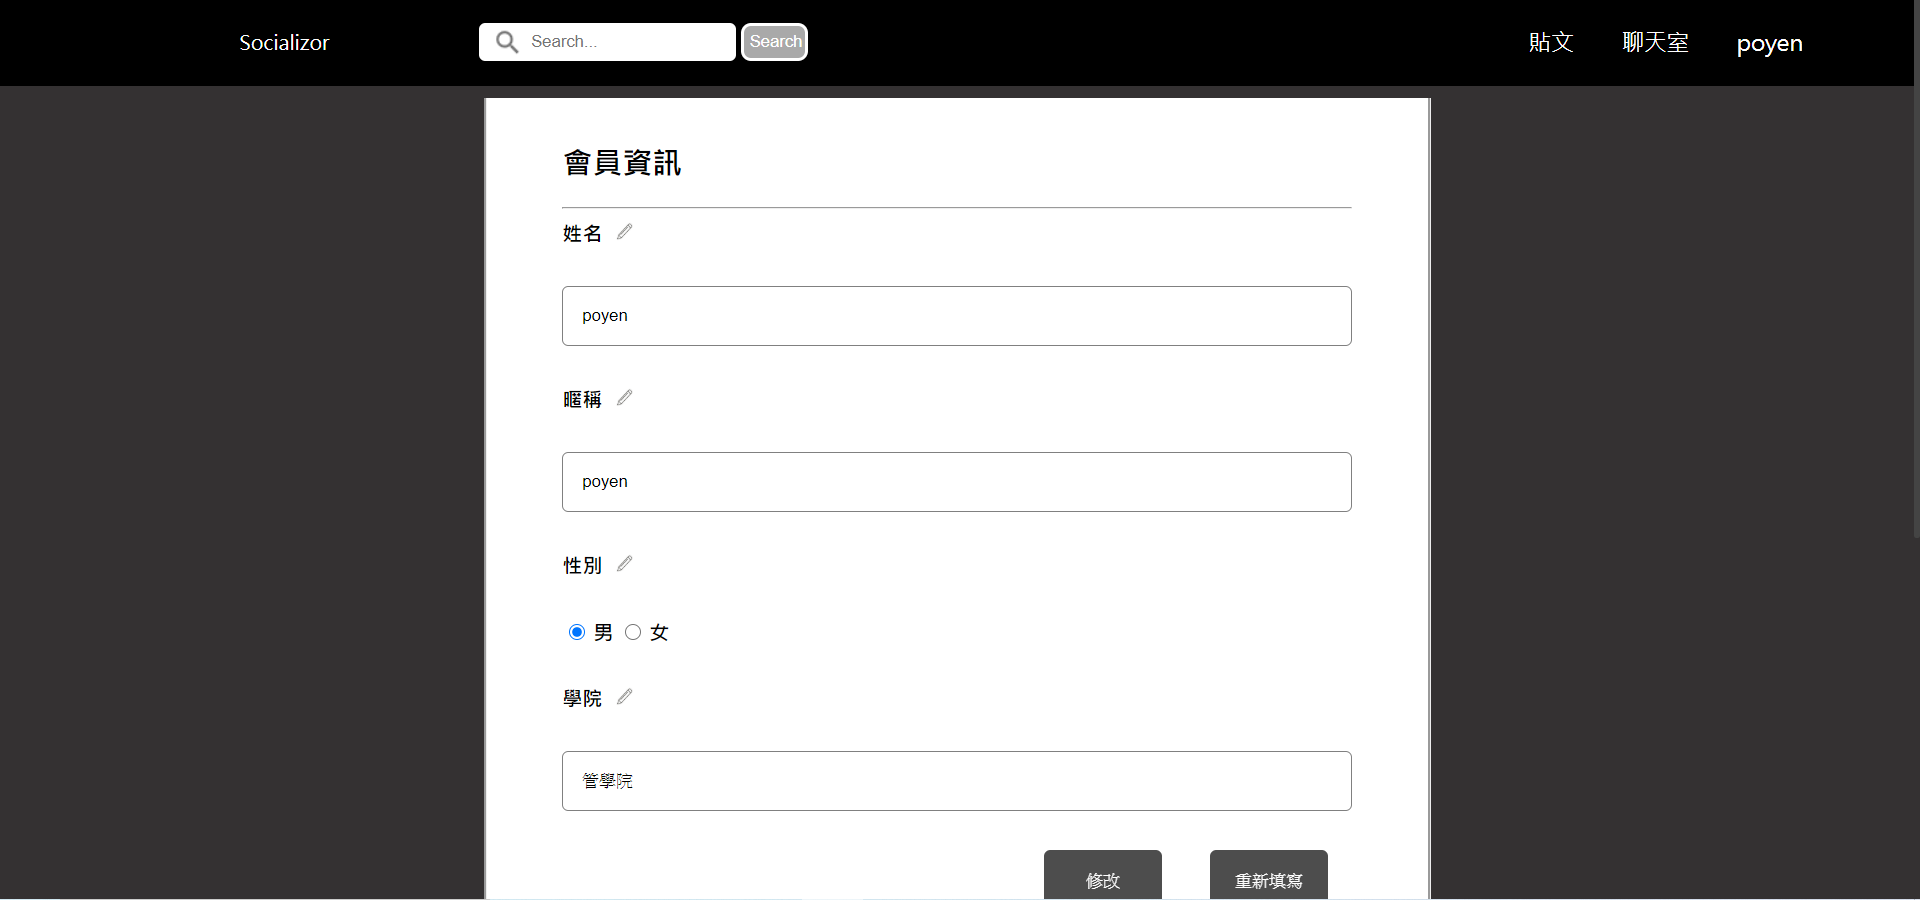 Socializor
Search...
Search
貼文
聊天室
poyen
會員資訊
姓名
poyen
暱稱
poyen
性別
男
女
學院
管學院
修改
重新填寫